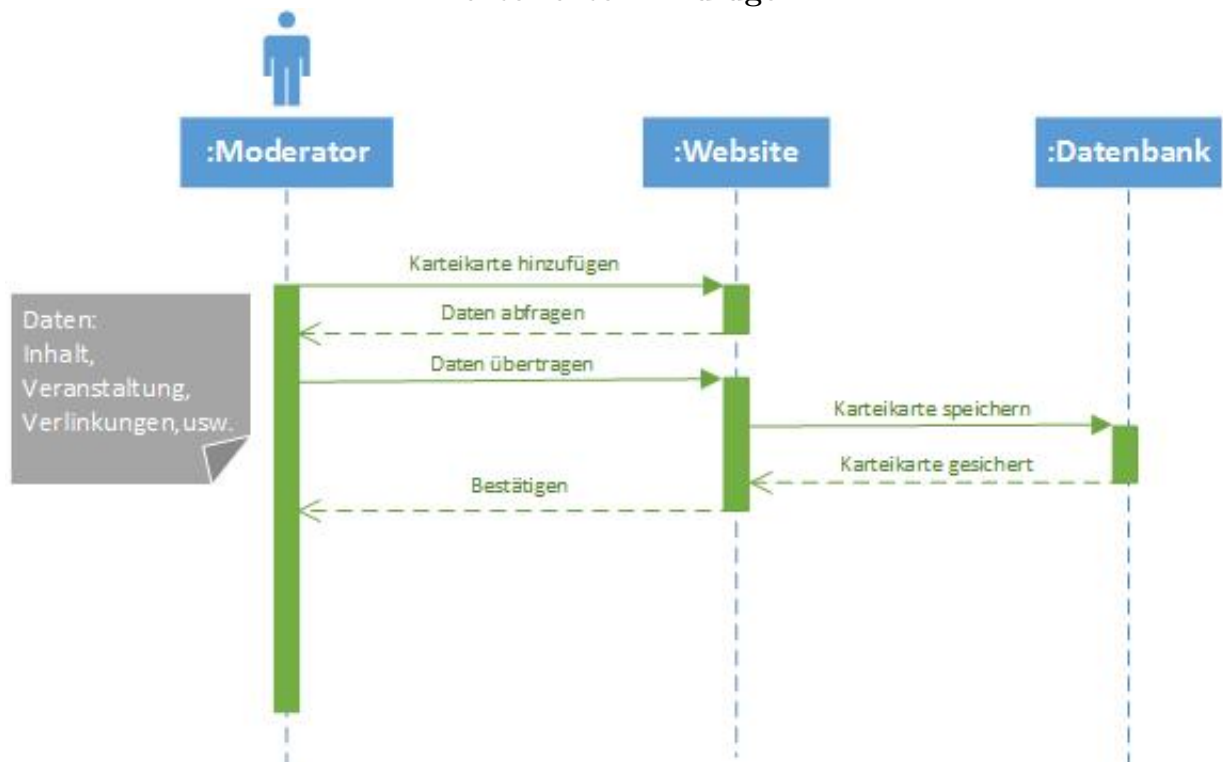 :Moderator
:Website
:Datenbank
Karteikarte hinzufügen
Daten abfragen
Daten übertragen
Karteikarte speichern
Karteikarte gesichert
Bestätigen
Daten:
Inhalt,
Veranstaltung,
Verlinkungen,usw.